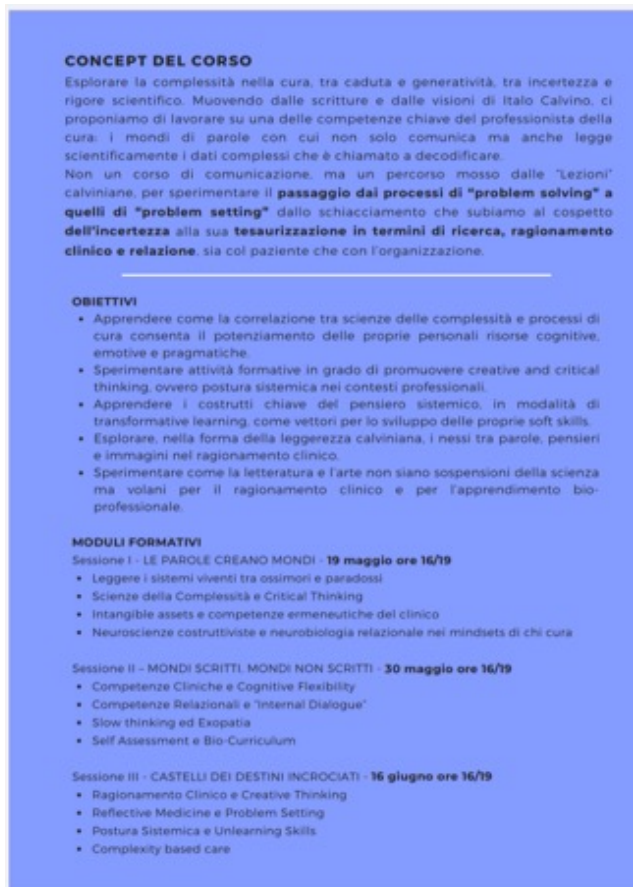 CONCEPT DEL CORSO
Esplorare la complessità nella cura, tra caduta e generatività, tra incertezza e
rigore scientifico. Muovendo dalle scritture e dalle visioni di Italo Calvino, ci
proponiamo di lavorare su una delle competenze chiave del professionista della
cura: i mondi di parole con cui non solo comunica ma anche legge
scientificamente i dati complessi che è chiamato a decodificare.
Non un corso di comunicazione, ma un percorso mosso dalle "Lezioni"
calviniane, per sperimentare il passaggio dai processi di "problem solving" a
quelli di "problem setting" dallo schiacciamento che subiamo al cospetto
dell'incertezza alla sua tesaurizzazione in termini di ricerca, ragionamento
clinico e relazione, sia col paziente che con l'organizzazione.
OBIETTIVI
• Apprendere come la correlazione tra scienze delle complessità e processi di
cura consenta il potenziamento delle proprie personali risorse cognitive,
emotive e pragmatiche.
• Sperimentare attività formative in grado di promuovere creative and critical
thinking, ovvero postura sistemica nei contesti professionali.
• Apprendere i costrutti chiave del pensiero sistemico, in modalità di
transformative learning, come vettori per lo sviluppo delle proprie soft skills.
• Esplorare, nella forma della leggerezza calviniana, i nessi tra parole, pensieri
e immagini nel ragionamento clinico.
• Sperimentare come la letteratura e l'arte non siano sospensioni della scienza
ma volani per il ragionamento clinico e per l'apprendimento bio-
professionale.
MODULI FORMATIVI
Sessione I - LE PAROLE CREANO MONDI - 19 maggio ore 16/19
• Leggere i sistemi viventi tra ossimori e paradossi
• Scienze della Complessità e Critical Thinking
• Intangible assets e competenze ermeneutiche del clinico
• Neuroscienze costruttiviste e neurobiologia relazionale nei mindsets di chi cura
Sessione II – MONDI SCRITTI, MONDI NON SCRITTI - 30 maggio ore 16/19
• Competenze Cliniche e Cognitive Flexibility
• Competenze Relazionali e "Internal Dialogue"
• Slow thinking ed Exopatia
• Self Assessment e Bio-Curriculum
Sessione III - CASTELLI DEI DESTINI INCROCIATI - 16 giugno ore 16/19
• Ragionamento Clinico e Creative Thinking
• Reflective Medicine e Problem Setting
• Postura Sistemica e Unlearning Skills
• Complexity based care